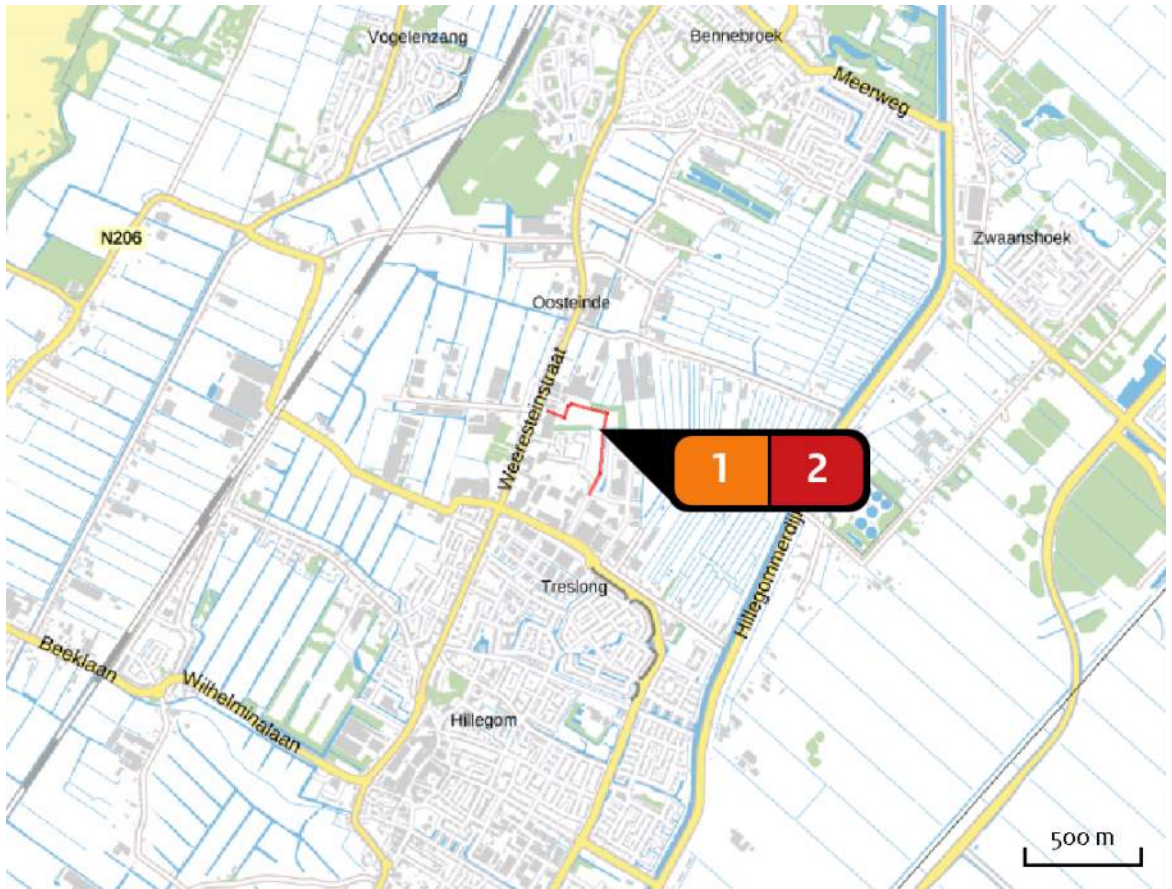 Vogelenzang
Bennebroek
Meerweg
N206
Zwaanshoek
Oosteinde
Weeresteinstraat
1
2
Hillegommerdijk
Treslong
Beeklaan
Wilhelminalaan
Hillegom
500 m